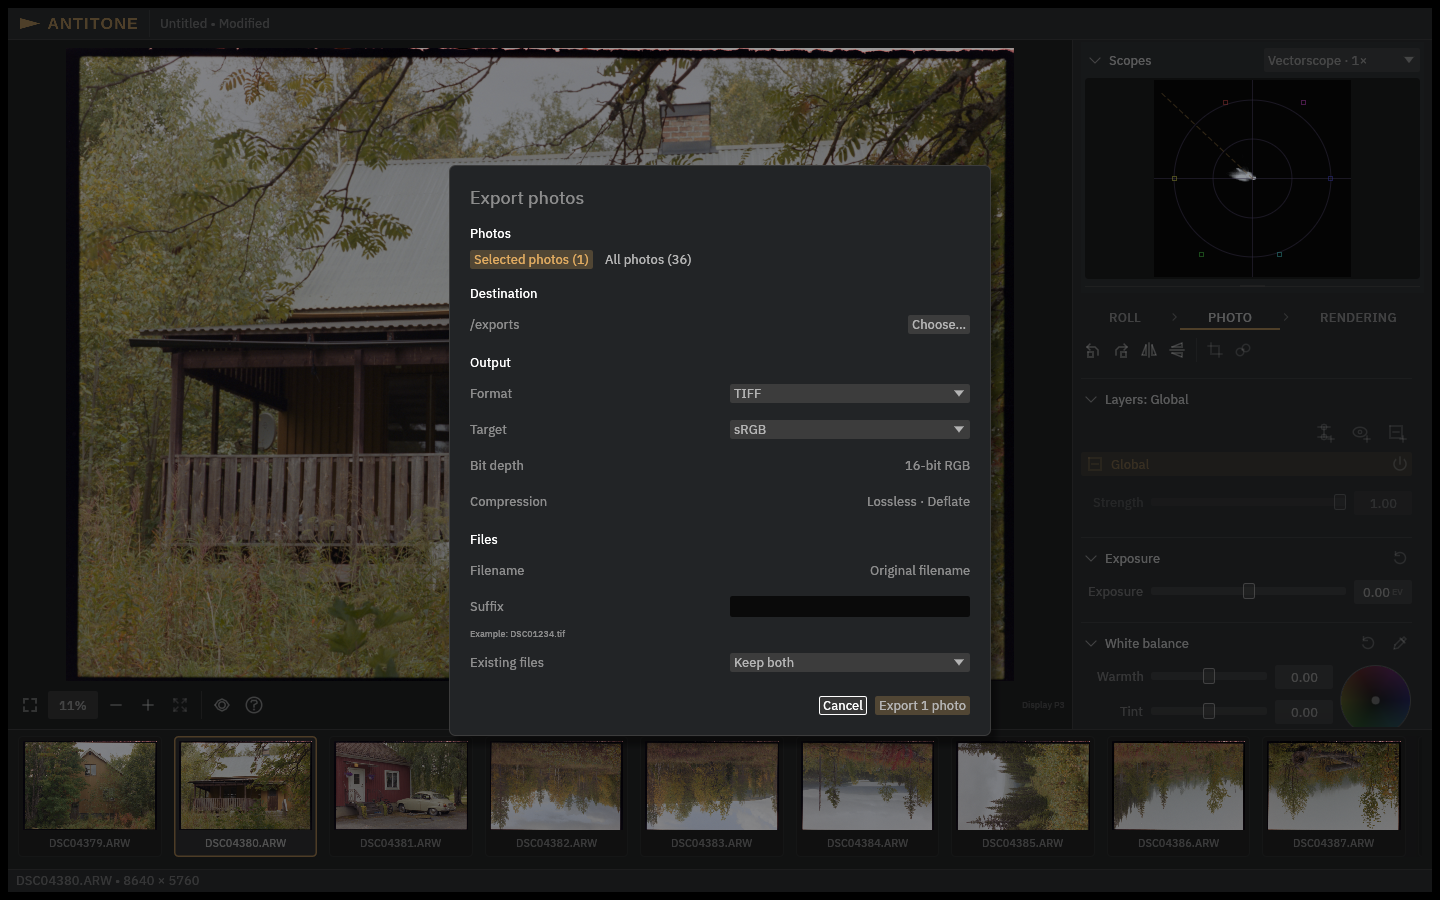 ANTITONE
Untitled • Modified
Scopes
Vectorscope · 1×
Export photos
Photos
Selected photos (1)
All photos (36)
Destination
/exports
Choose...
Output
Format
TIFF
Target
sRGB
Bit depth
16-bit RGB
Compression
Lossless · Deflate
Files
Filename
Original filename
Suffix
Example: DSC01234.tif
Existing files
Keep both
Cancel
Export 1 photo
ROLL
PHOTO
RENDERING
Layers: Global
Global
Strength
1.00
Exposure
Exposure
0.00 EV
White balance
Warmth
0.00
Tint
0.00
11%
Display P3
DSC04379.ARW
DSC04380.ARW
DSC04381.ARW
DSC04382.ARW
DSC04383.ARW
DSC04384.ARW
DSC04385.ARW
DSC04386.ARW
DSC04387.ARW
DSC04380.ARW • 8640 × 5760